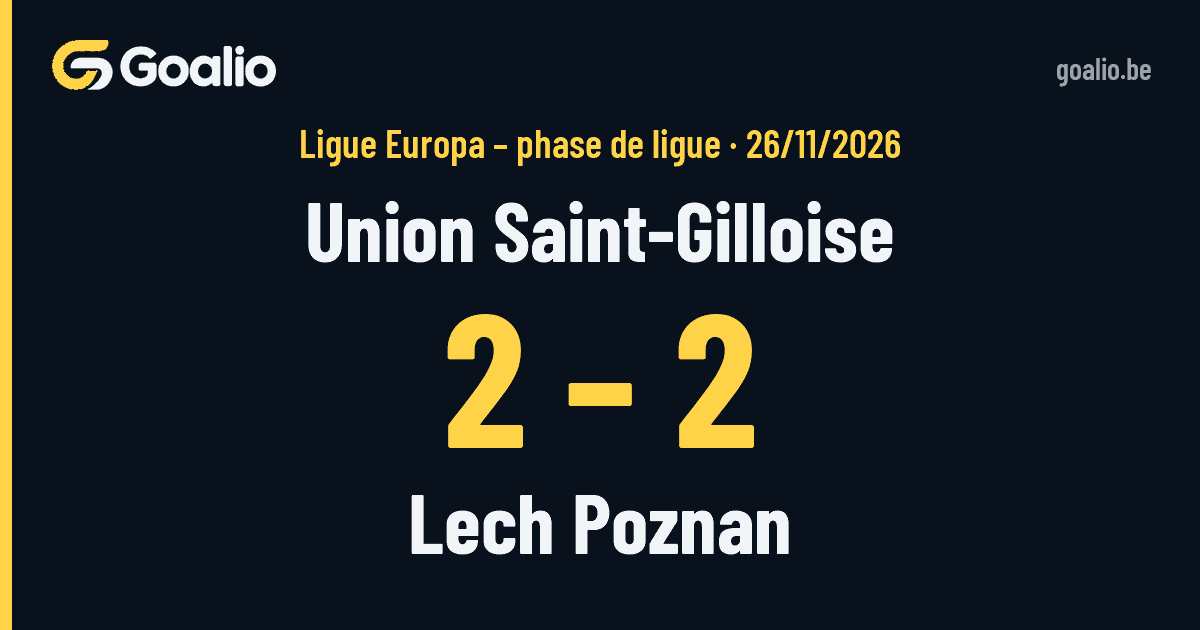 Goalio
goalio.be
Ligue Europa – phase de ligue · 26/11/2026
Union Saint-Gilloise
2 – 2
Lech Poznan